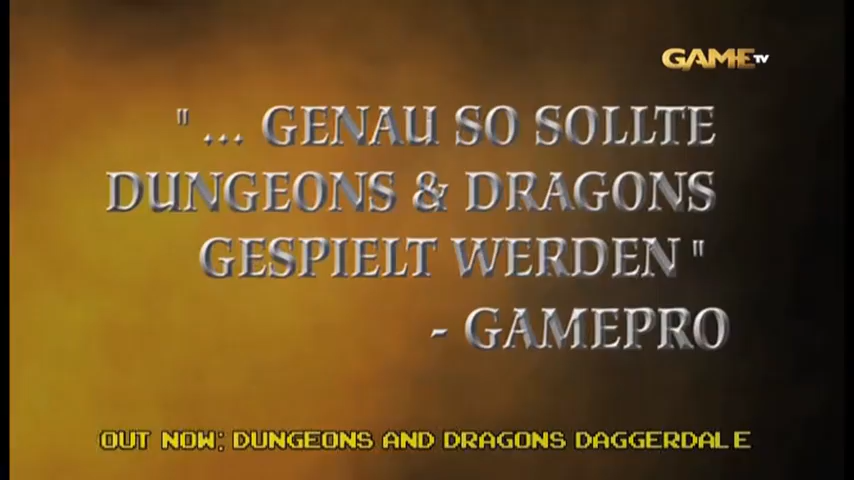 GAMETV
" ... GENAU SO SOLLTE
DUNGEONS & DRAGONS
GESPIELT WERDEN "
- GAMEPRO
OUT NOW: DUNGEONS AND DRAGONS DAGGERDALE